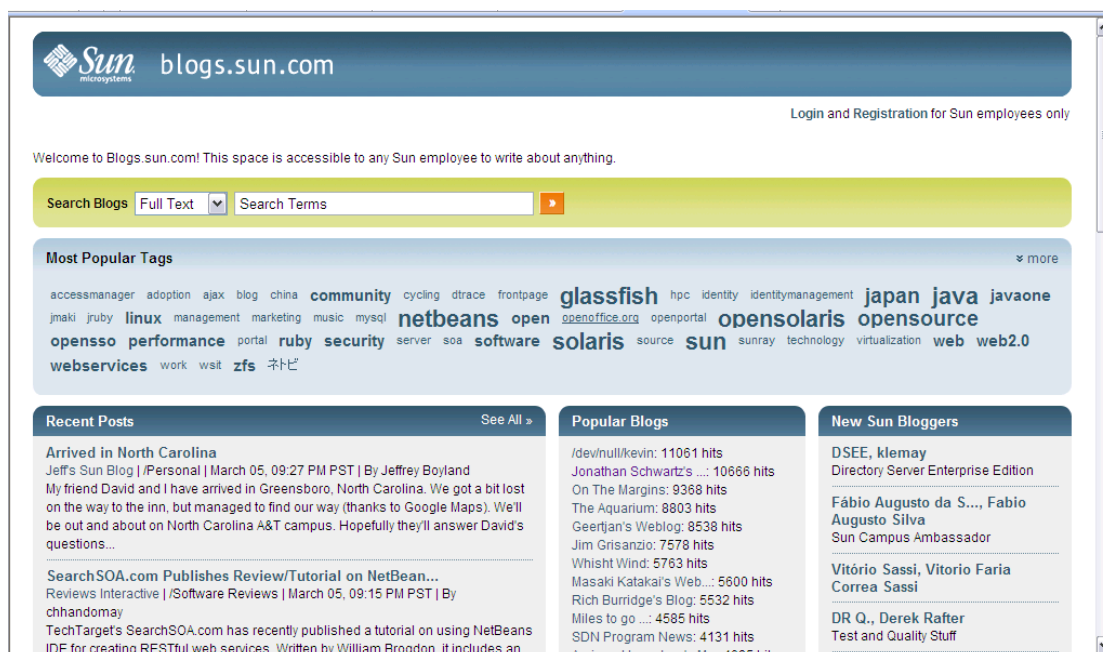 Sun
microsystems
blogs.sun.com
Login and Registration for Sun employees only
Welcome to Blogs.sun.com! This space is accessible to any Sun employee to write about anything.
Search Blogs Full Text Search Terms »
Most Popular Tags
more
accessmanager adoption ajax blog china community cycling dtrace frontpage glassfish hpc identity identitymanagement japan java javaone
jmaki jruby linux management marketing music mysql netbeans open openoffice.org openportal opensolaris opensource
opensso performance portal ruby security server soa software solaris source sun sunray technology virtualization web web2.0
webservices work wsit zfs ネトビ
Recent Posts
See All »
Arrived in North Carolina
Jeff's Sun Blog | /Personal | March 05, 09:27 PM PST | By Jeffrey Boyland
My friend David and I have arrived in Greensboro, North Carolina. We got a bit lost
on the way to the inn, but managed to find our way (thanks to Google Maps). We'll
be out and about on North Carolina A&T campus. Hopefully they'll answer David's
questions...
SearchSOA.com Publishes Review/Tutorial on NetBean...
Reviews Interactive | /Software Reviews | March 05, 09:15 PM PST | By
chhandomay
TechTarget's SearchSOA.com has recently published a tutorial on using NetBeans
IDE for creating RESTful web services. Written by William Brogdon, it includes an
Popular Blogs
/dev/null/kevin: 11061 hits
Jonathan Schwartz's ...: 10666 hits
On The Margins: 9368 hits
The Aquarium: 8803 hits
Geertjan's Weblog: 8538 hits
Jim Grisanzio: 7578 hits
Whisht Wind: 5763 hits
Masaki Katakai's Web...: 5600 hits
Rich Burridge's Blog: 5532 hits
Miles to go ...: 4585 hits
SDN Program News: 4131 hits
New Sun Bloggers
DSEE, klemay
Directory Server Enterprise Edition
Fábio Augusto da S..., Fabio
Augusto Silva
Sun Campus Ambassador
Vitório Sassi, Vitorio Faria
Correa Sassi
DR Q., Derek Rafter
Test and Quality Stuff